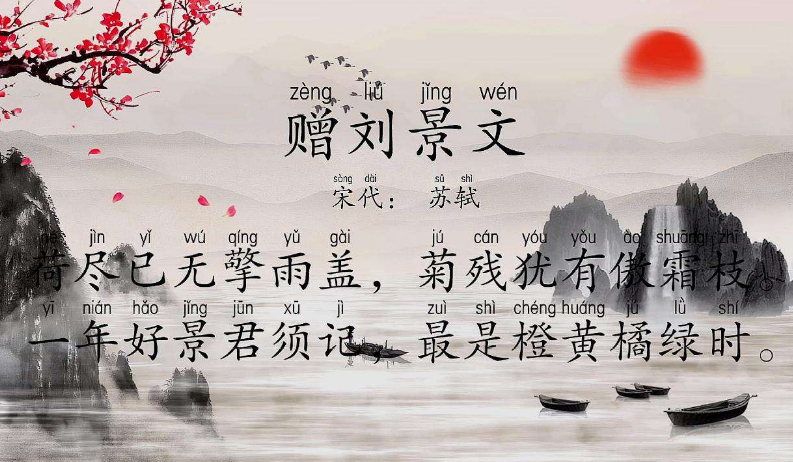 zèng liú jǐng wén
赠刘景文
sòng dài sū shì
宋代：苏轼
hé jìn yǐ wú qíng yǔ gài jú cán yóu yǒu ào shuāng zhī
荷尽已无擎雨盖，菊残犹有傲霜枝。
yī nián hǎo jǐng jūn xū jì zuì shì chéng huáng jú lǜ shí
一年好景君须记，最是橙黄橘绿时。